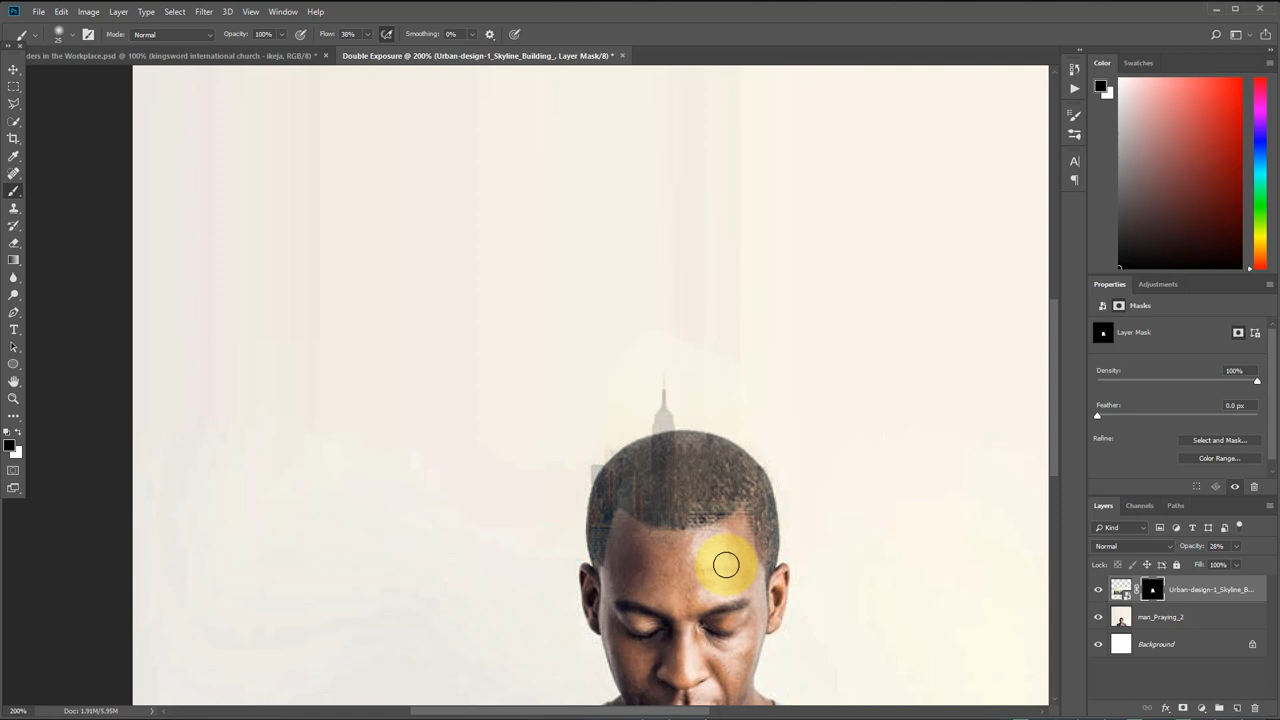 Ps File Edit Image Layer Type Select Filter 3D View Window Help
25 Mode: Normal Opacity: 100% Flow: 38% Smoothing: 0%
ders in the Workplace.psd @ 100% (kingsword international church - ikeja, RGB/8) * × Double Exposure @ 200% (Urban-design-1_Skyline_Building_, Layer Mask/8) * ×
Color Swatches
Properties Adjustments
Masks
Layer Mask
Density: 100%
Feather: 0.0 px
Refine: Select and Mask...
Color Range...
Layers Channels Paths
Kind
Normal Opacity: 28%
Lock: Fill: 100%
Urban-design-1_Skyline_B...
man_Praying_2
Background
200% Doc: 1.91M/5.95M